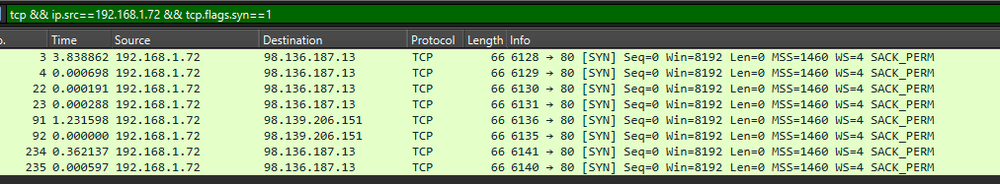 tcp && ip.src==192.168.1.72 && tcp.flags.syn==1
o. Time Source Destination Protocol Length Info
3 3.838862 192.168.1.72 98.136.187.13 TCP 66 6128 → 80 [SYN] Seq=0 Win=8192 Len=0 MSS=1460 WS=4 SACK_PERM
4 0.000698 192.168.1.72 98.136.187.13 TCP 66 6129 → 80 [SYN] Seq=0 Win=8192 Len=0 MSS=1460 WS=4 SACK_PERM
22 0.000191 192.168.1.72 98.136.187.13 TCP 66 6130 → 80 [SYN] Seq=0 Win=8192 Len=0 MSS=1460 WS=4 SACK_PERM
23 0.000288 192.168.1.72 98.136.187.13 TCP 66 6131 → 80 [SYN] Seq=0 Win=8192 Len=0 MSS=1460 WS=4 SACK_PERM
91 1.231598 192.168.1.72 98.139.206.151 TCP 66 6136 → 80 [SYN] Seq=0 Win=8192 Len=0 MSS=1460 WS=4 SACK_PERM
92 0.000000 192.168.1.72 98.139.206.151 TCP 66 6135 → 80 [SYN] Seq=0 Win=8192 Len=0 MSS=1460 WS=4 SACK_PERM
234 0.362137 192.168.1.72 98.136.187.13 TCP 66 6141 → 80 [SYN] Seq=0 Win=8192 Len=0 MSS=1460 WS=4 SACK_PERM
235 0.000597 192.168.1.72 98.136.187.13 TCP 66 6140 → 80 [SYN] Seq=0 Win=8192 Len=0 MSS=1460 WS=4 SACK_PERM